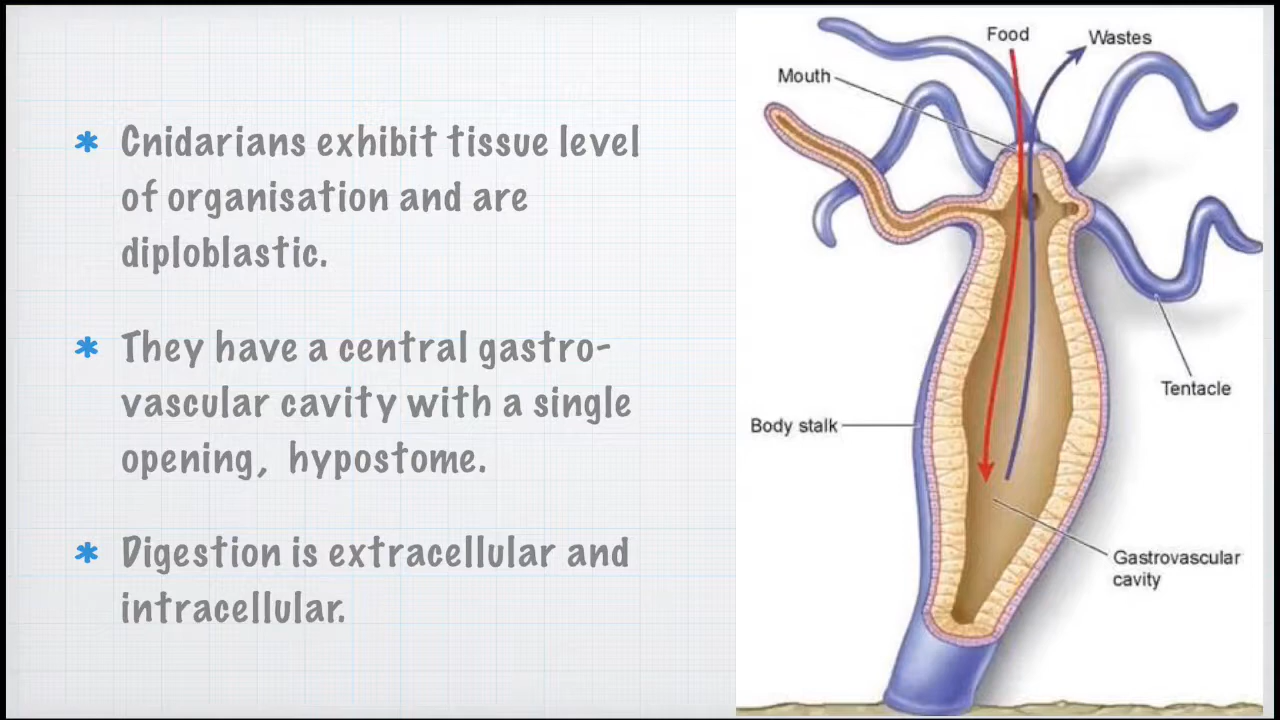 * Cnidarians exhibit tissue level
of organisation and are
diploblastic.
* They have a central gastro-
vascular cavity with a single
opening, hypostome.
* Digestion is extracellular and
intracellular.
Food
Wastes
Mouth
Tentacle
Body stalk
Gastrovascular
cavity